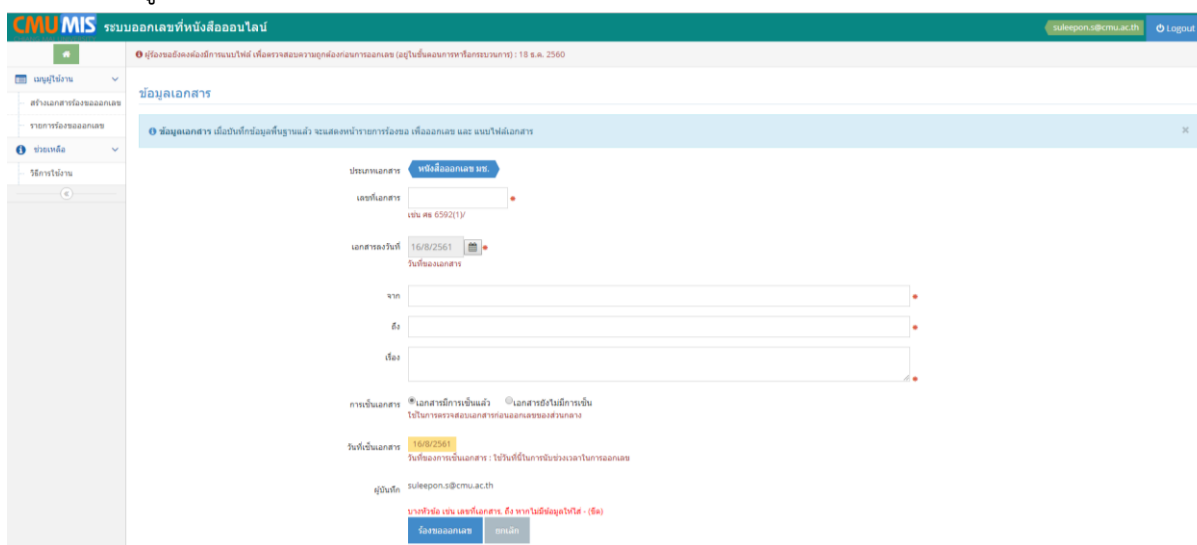 CMU MIS ระบบออกเลขที่หนังสือออนไลน์
suleepon.s@cmu.ac.th Logout
ผู้ร้องขอยังคงต้องมีการแนบไฟล์ เพื่อตรวจสอบความถูกต้องก่อนการออกเลข (อยู่ในขั้นตอนการหารือกระบวนการ) : 18 ธ.ค. 2560
เมนูผู้ใช้งาน
สร้างเอกสารร้องขอออกเลข
รายการร้องขอออกเลข
ช่วยเหลือ
วิธีการใช้งาน
ข้อมูลเอกสาร
ข้อมูลเอกสาร เมื่อบันทึกข้อมูลพื้นฐานแล้ว จะแสดงหน้ารายการร้องขอ เพื่อออกเลข และ แนบไฟล์เอกสาร
ประเภทเอกสาร หนังสือออกเลข มช.
เลขที่เอกสาร
เช่น ศธ 6592(1)/
เอกสารลงวันที่ 16/8/2561
วันที่ของเอกสาร
จาก
ถึง
เรื่อง
การเซ็นเอกสาร เอกสารมีการเซ็นแล้ว เอกสารยังไม่มีการเซ็น
ใช้ในการตรวจสอบเอกสารก่อนออกเลขของส่วนกลาง
วันที่เซ็นเอกสาร 16/8/2561
วันที่ของการเซ็นเอกสาร : ใช้วันที่นี้ในการนับช่วงเวลาในการออกเลข
ผู้บันทึก suleepon.s@cmu.ac.th
บางหัวข้อ เช่น เลขที่เอกสาร, ถึง หากไม่มีข้อมูลให้ใส่ - (ขีด)
ร้องขอออกเลข ยกเลิก